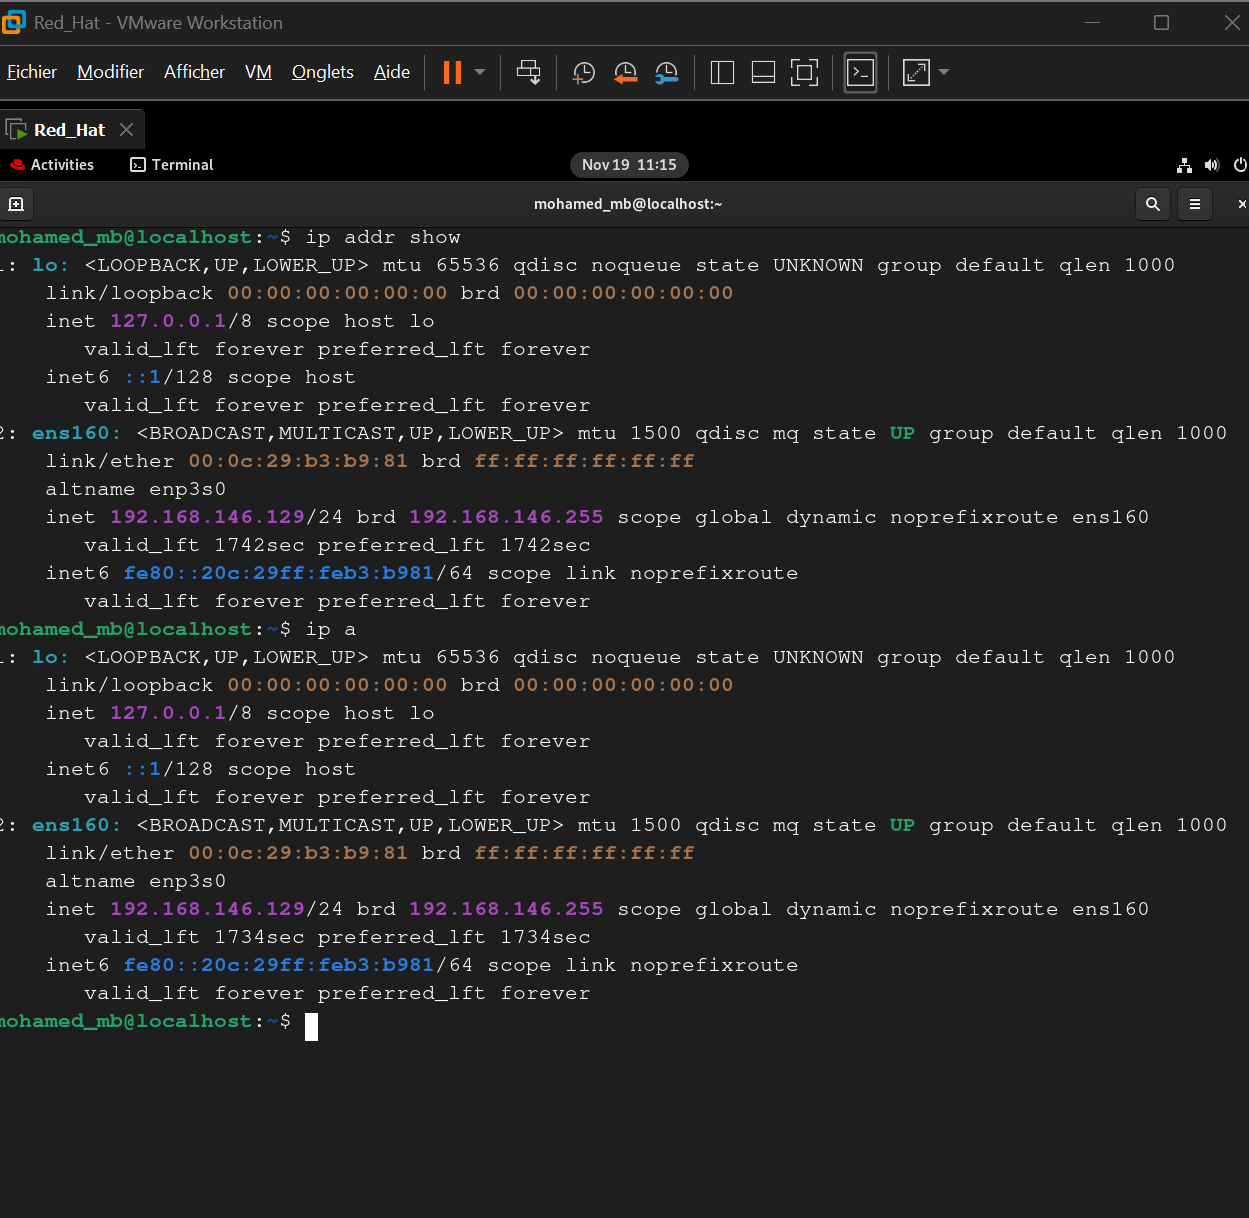 Red_Hat - VMware Workstation
Fichier Modifier Afficher VM Onglets Aide
Red_Hat
Activities Terminal Nov 19 11:15
mohamed_mb@localhost:~
mohamed_mb@localhost:~$ ip addr show
1: lo: <LOOPBACK,UP,LOWER_UP> mtu 65536 qdisc noqueue state UNKNOWN group default qlen 1000
link/loopback 00:00:00:00:00:00 brd 00:00:00:00:00:00
inet 127.0.0.1/8 scope host lo
valid_lft forever preferred_lft forever
inet6 ::1/128 scope host
valid_lft forever preferred_lft forever
2: ens160: <BROADCAST,MULTICAST,UP,LOWER_UP> mtu 1500 qdisc mq state UP group default qlen 1000
link/ether 00:0c:29:b3:b9:81 brd ff:ff:ff:ff:ff:ff
altname enp3s0
inet 192.168.146.129/24 brd 192.168.146.255 scope global dynamic noprefixroute ens160
valid_lft 1742sec preferred_lft 1742sec
inet6 fe80::20c:29ff:feb3:b981/64 scope link noprefixroute
valid_lft forever preferred_lft forever
mohamed_mb@localhost:~$ ip a
1: lo: <LOOPBACK,UP,LOWER_UP> mtu 65536 qdisc noqueue state UNKNOWN group default qlen 1000
link/loopback 00:00:00:00:00:00 brd 00:00:00:00:00:00
inet 127.0.0.1/8 scope host lo
valid_lft forever preferred_lft forever
inet6 ::1/128 scope host
valid_lft forever preferred_lft forever
2: ens160: <BROADCAST,MULTICAST,UP,LOWER_UP> mtu 1500 qdisc mq state UP group default qlen 1000
link/ether 00:0c:29:b3:b9:81 brd ff:ff:ff:ff:ff:ff
altname enp3s0
inet 192.168.146.129/24 brd 192.168.146.255 scope global dynamic noprefixroute ens160
valid_lft 1734sec preferred_lft 1734sec
inet6 fe80::20c:29ff:feb3:b981/64 scope link noprefixroute
valid_lft forever preferred_lft forever
mohamed_mb@localhost:~$